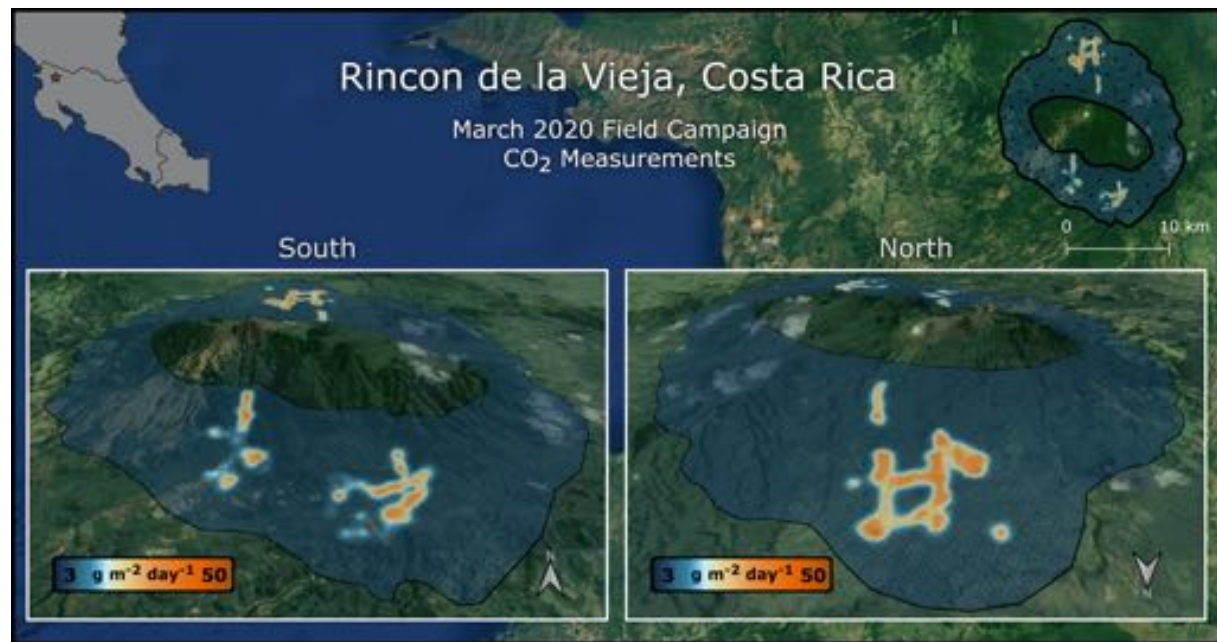 Rincon de la Vieja, Costa Rica
March 2020 Field Campaign
CO₂ Measurements
0 10 km
South
North
3 g m⁻² day⁻¹ 50
N
3 g m⁻² day⁻¹ 50
N